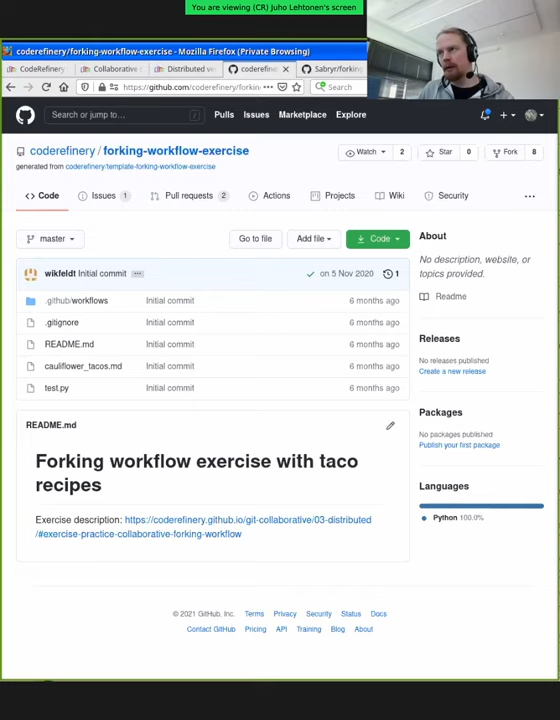 You are viewing (CR) Juho Lehtonen's screen
coderefinery/forking-workflow-exercise - Mozilla Firefox (Private Browsing)
CodeRefinery
Collaborative
Distributed ve
coderefine
Sabryr/forking
https://github.com/coderefinery/forkin
Search
Search or jump to…
/
Pulls
Issues
Marketplace
Explore
coderefinery / forking-workflow-exercise
Watch
2
Star
0
Fork
8
generated from coderefinery/template-forking-workflow-exercise
Code
Issues 1
Pull requests 2
Actions
Projects
Wiki
Security
master
Go to file
Add file
Code
About
wikfeldt Initial commit
on 5 Nov 2020
1
No description, website, or
topics provided.
Readme
.github/workflows Initial commit 6 months ago
.gitignore Initial commit 6 months ago
README.md Initial commit 6 months ago
cauliflower_tacos.md Initial commit 6 months ago
test.py Initial commit 6 months ago
Releases
No releases published
Create a new release
Packages
No packages published
Publish your first package
Languages
Python 100.0%
README.md
Forking workflow exercise with taco
recipes
Exercise description: https://coderefinery.github.io/git-collaborative/03-distributed
/#exercise-practice-collaborative-forking-workflow
© 2021 GitHub, Inc.
Terms
Privacy
Security
Status
Docs
Contact GitHub
Pricing
API
Training
Blog
About